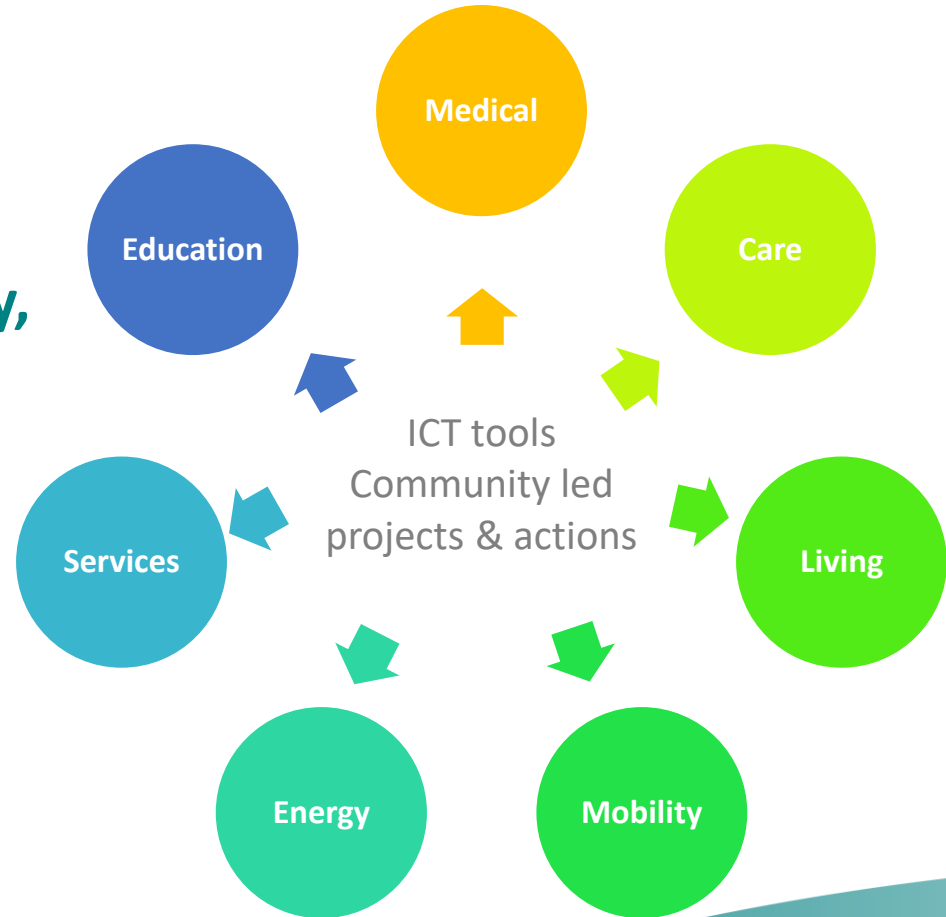 Medical
Education
Care
y,
ICT tools
Community led
projects & actions
Services
Living
Energy
Mobility